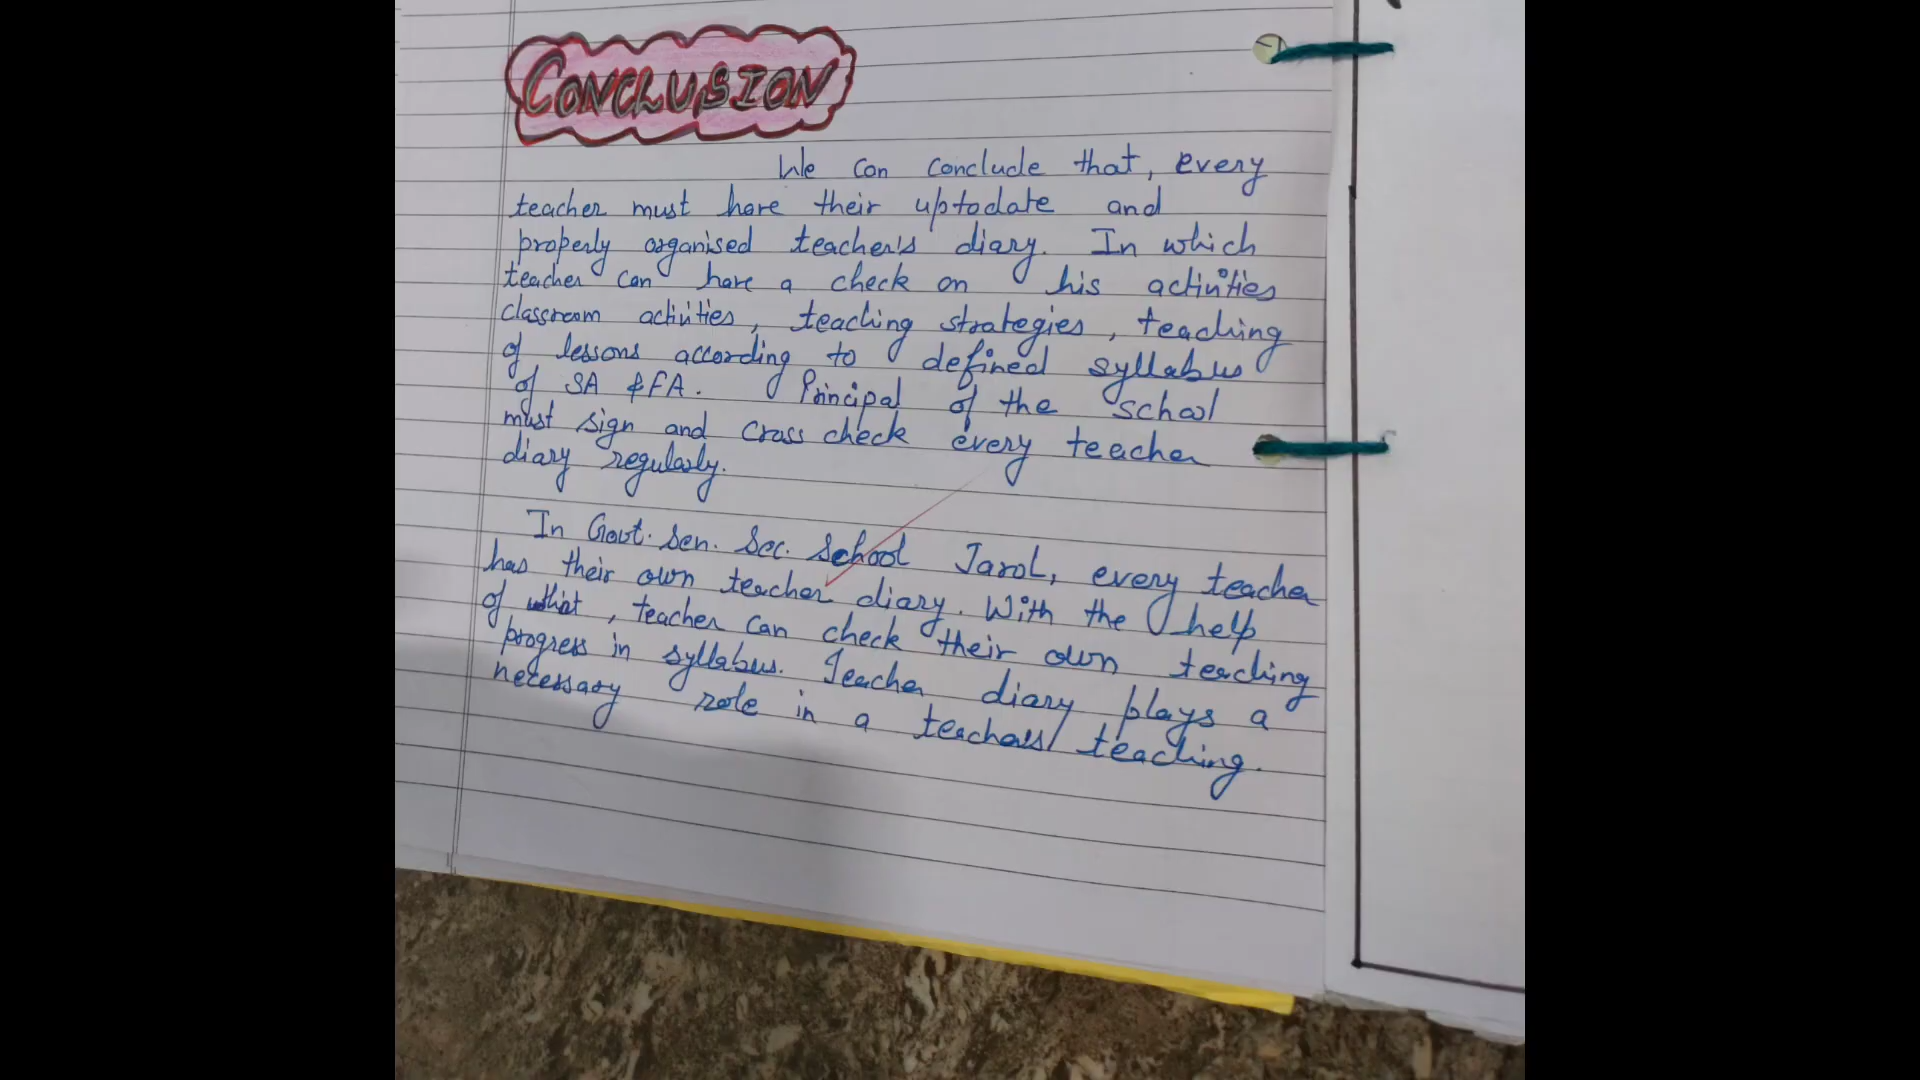 CONCLUSION
We can conclude that, every
teacher must have their uptodate and
properly organised teacher's diary. In which
teacher can have a check on his activities
classroom activities, teaching strategies, teaching
of lessons according to defined syllabus
of SA & FA. Principal of the school
must sign and cross check every teacher
diary regularly.
In Govt. Sen. Sec. School Jarol, every teacher
has their own teacher diary. With the help
of , teacher can check their own teaching
progress in syllabus. Teacher diary plays a
necessary role in a teachers teaching.